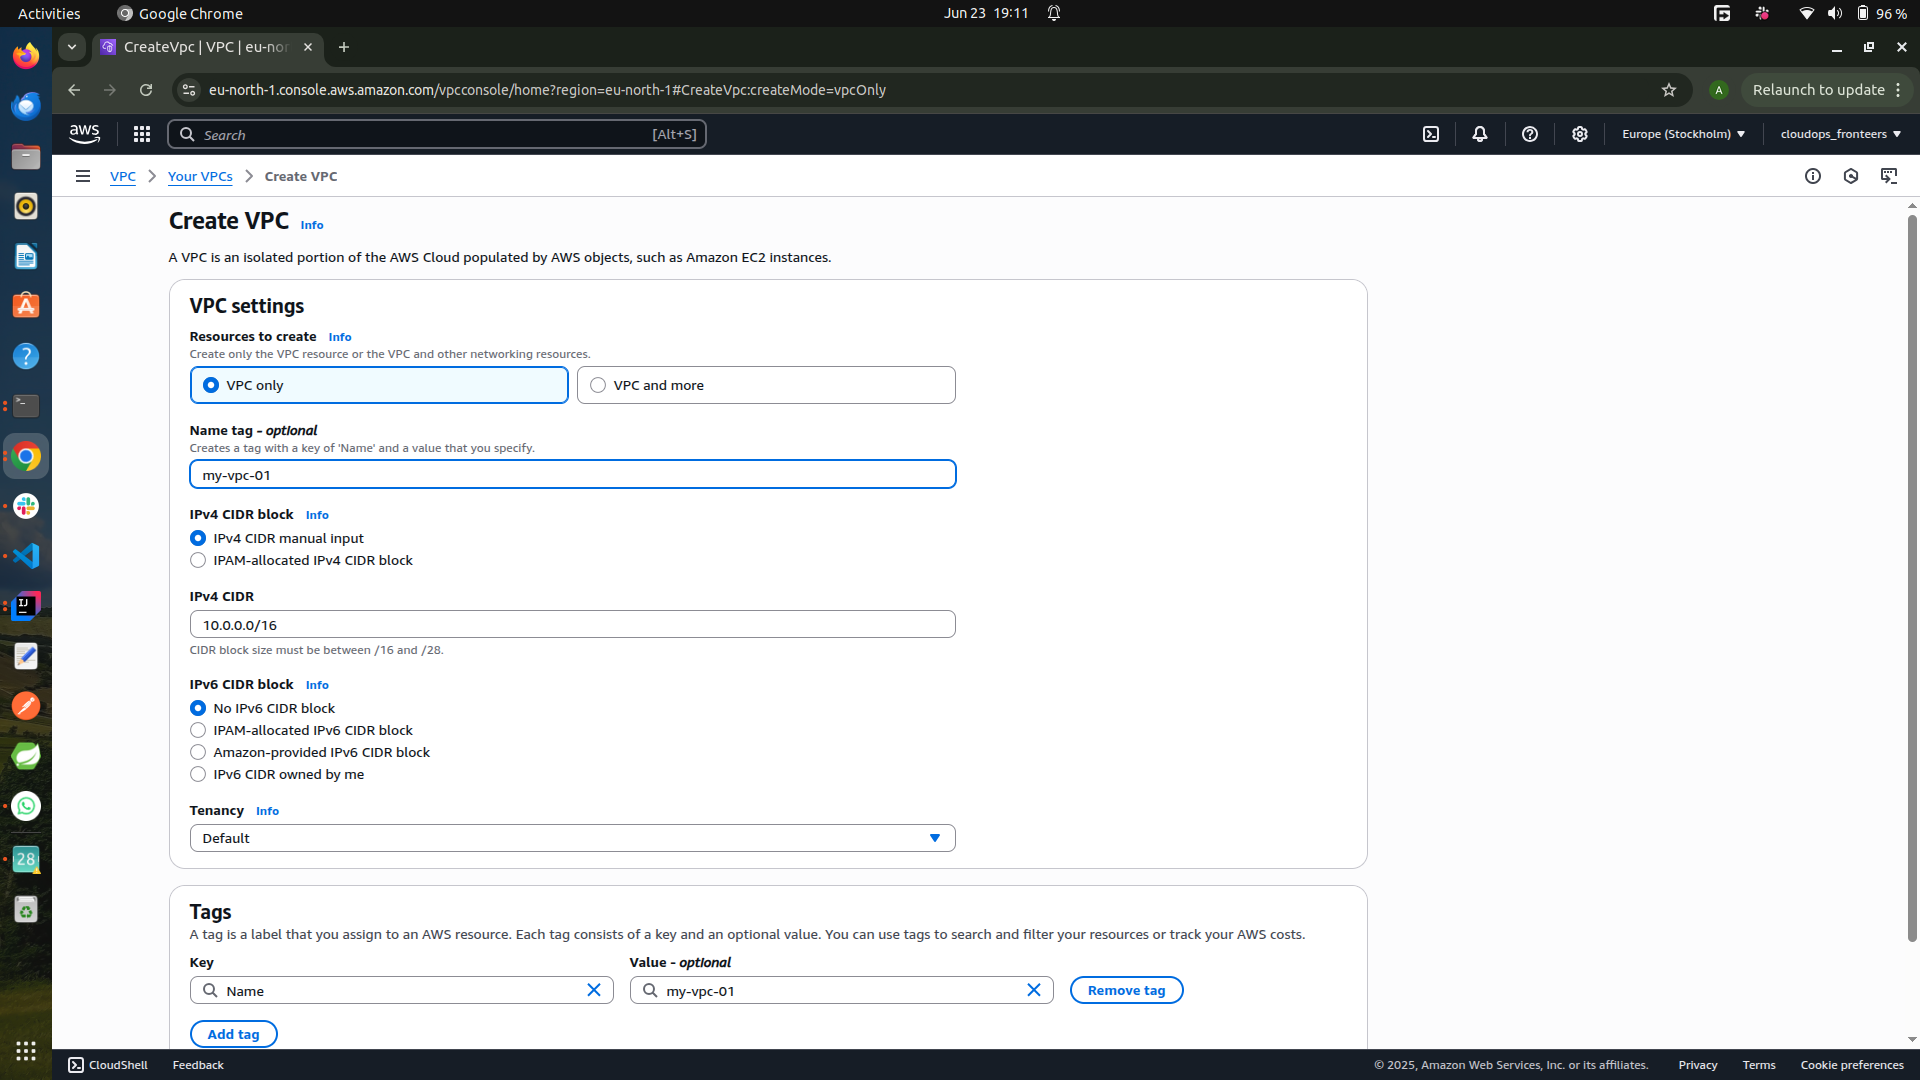 Activities
Google Chrome
Jun 23 19:11
96 %
CreateVpc | VPC | eu-nor
eu-north-1.console.aws.amazon.com/vpcconsole/home?region=eu-north-1#CreateVpc:createMode=vpcOnly
A
Relaunch to update
aws
Search
[Alt+S]
Europe (Stockholm)
cloudops_fronteers
VPC
Your VPCs
Create VPC
Create VPC Info
A VPC is an isolated portion of the AWS Cloud populated by AWS objects, such as Amazon EC2 instances.
VPC settings
Resources to create Info
Create only the VPC resource or the VPC and other networking resources.
VPC only
VPC and more
Name tag - optional
Creates a tag with a key of 'Name' and a value that you specify.
my-vpc-01
IPv4 CIDR block Info
IPv4 CIDR manual input
IPAM-allocated IPv4 CIDR block
IPv4 CIDR
10.0.0.0/16
CIDR block size must be between /16 and /28.
IPv6 CIDR block Info
No IPv6 CIDR block
IPAM-allocated IPv6 CIDR block
Amazon-provided IPv6 CIDR block
IPv6 CIDR owned by me
Tenancy Info
Default
Tags
A tag is a label that you assign to an AWS resource. Each tag consists of a key and an optional value. You can use tags to search and filter your resources or track your AWS costs.
Key
Value - optional
Name
my-vpc-01
Remove tag
Add tag
CloudShell
Feedback
© 2025, Amazon Web Services, Inc. or its affiliates.
Privacy
Terms
Cookie preferences
IJ
28